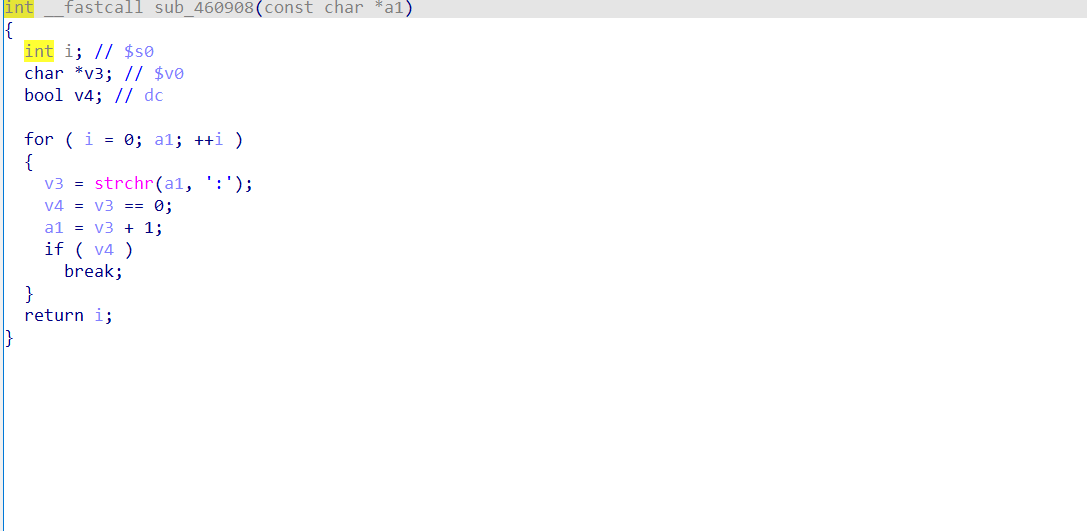 int __fastcall sub_460908(const char *a1)
{
  int i; // $s0
  char *v3; // $v0
  bool v4; // dc

  for ( i = 0; a1; ++i )
  {
    v3 = strchr(a1, ':');
    v4 = v3 == 0;
    a1 = v3 + 1;
    if ( v4 )
      break;
  }
  return i;
}